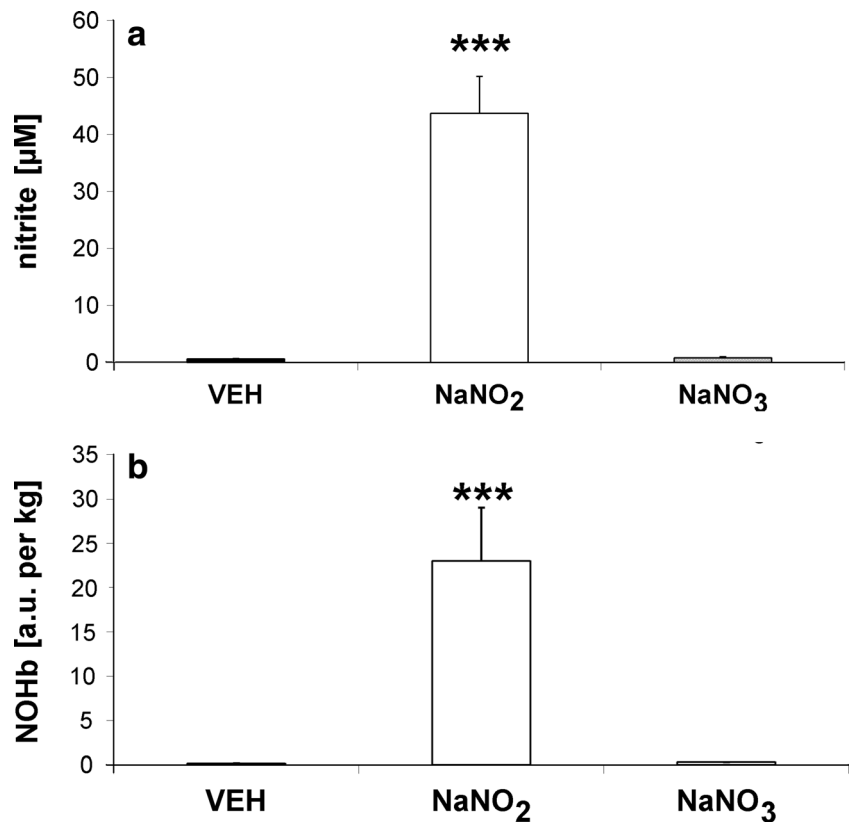 a
***
60
50
40
30
20
10
0
nitrite [µM]
VEH NaNO₂ NaNO₃
b
***
35
30
25
20
15
10
5
0
NOHb [a.u. per kg]
VEH NaNO₂ NaNO₃